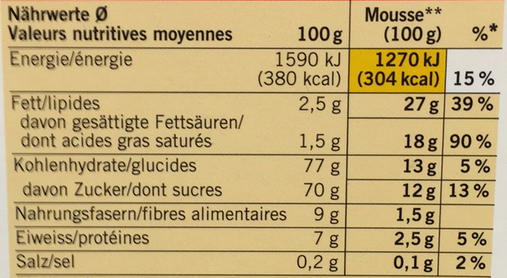 Nährwerte Ø Mousse**
Valeurs nutritives moyennes 100 g (100 g) %*
Energie/énergie 1590 kJ 1270 kJ
(380 kcal) (304 kcal) 15 %
Fett/lipides 2,5 g 27 g 39 %
davon gesättigte Fettsäuren/
dont acides gras saturés 1,5 g 18 g 90 %
Kohlenhydrate/glucides 77 g 13 g 5 %
davon Zucker/dont sucres 70 g 12 g 13 %
Nahrungsfasern/fibres alimentaires 9 g 1,5 g
Eiweiss/protéines 7 g 2,5 g 5 %
Salz/sel 0,2 g 0,1 g 2 %